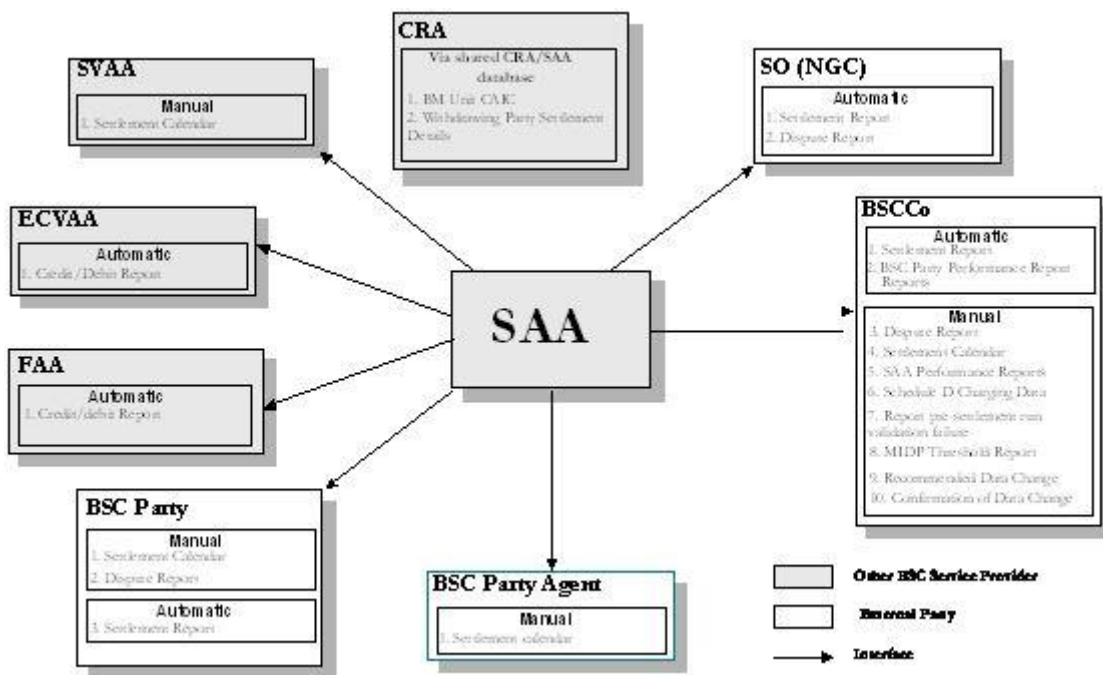 CRA
Via shared CRA/SAA
database
1. BM Unit CAIC
2. Withdrawing Party Settlement
Details
SVAA
Manual
1. Settlement Calendar
SO (NGC)
Automatic
1. Settlement Report
2. Dispute Report
ECVAA
Automatic
1. Credit/Debit Report
BSCCo
Automatic
1. Settlement Report
2. BSC Party Performance Report
Reports
Manual
3. Dispute Report
4. Settlement Calendar
5. SAA Performance Reports
6. Schedule D Charging Data
7. Report pre-settlement run
validation failure
8. MIDP Threshold Report
9. Recommended Data Change
10. Confirmation of Data Change
SAA
FAA
Automatic
1. Credit/debit Report
BSC Party
Manual
1. Settlement Calendar
2. Dispute Report
Automatic
3. Settlement Report
BSC Party Agent
Manual
1. Settlement calendar
Other BSC Service Provider
External Party
Interface